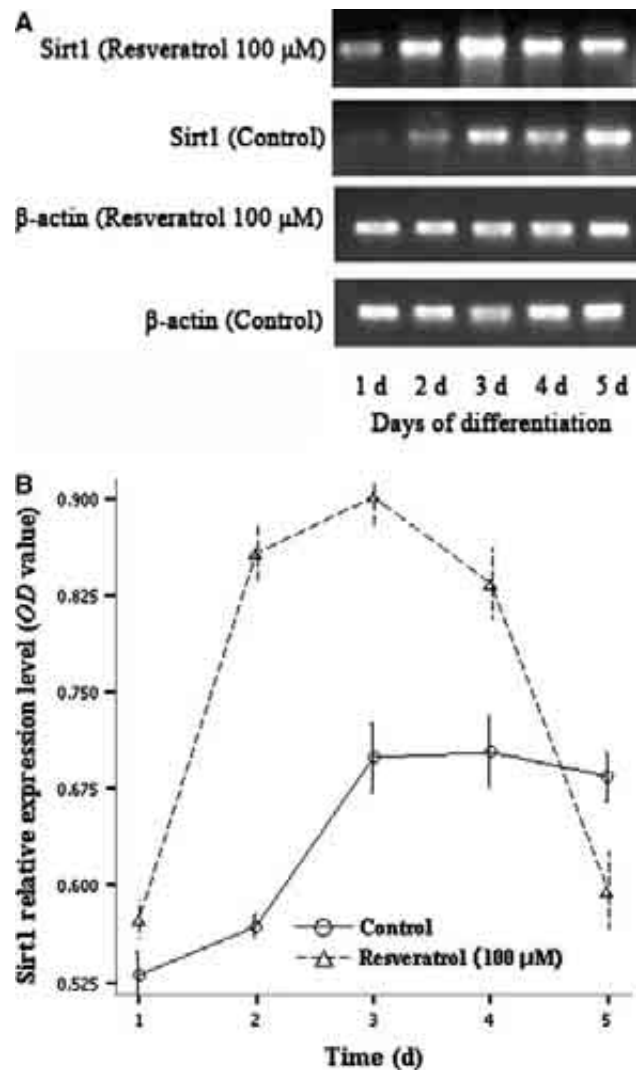 A
Sirt1 (Resveratrol 100 μM)
Sirt1 (Control)
β-actin (Resveratrol 100 μM)
β-actin (Control)
1 d 2 d 3 d 4 d 5 d
Days of differentiation
B
Sirt1 relative expression level (OD value)
0.900
0.825
0.750
0.675
0.600
0.525
Control
Resveratrol (100 μM)
1 2 3 4 5
Time (d)